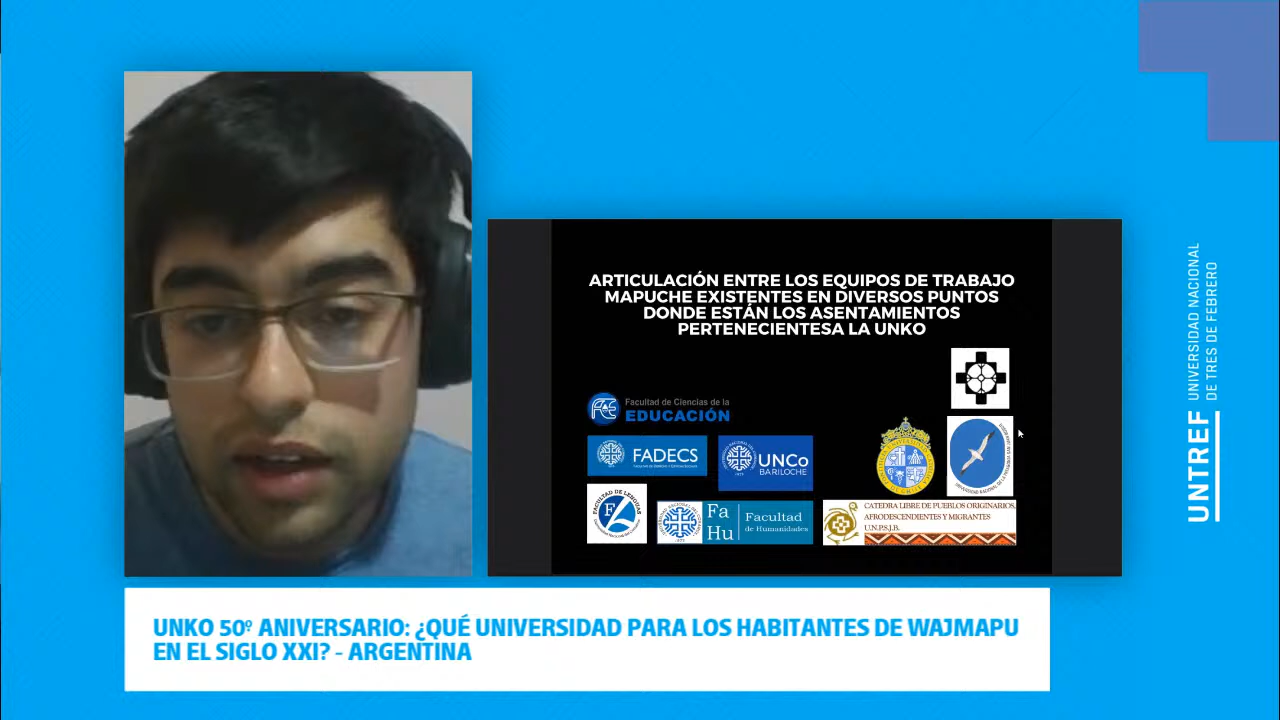 ARTICULACIÓN ENTRE LOS EQUIPOS DE TRABAJO
MAPUCHE EXISTENTES EN DIVERSOS PUNTOS
DONDE ESTÁN LOS ASENTAMIENTOS
PERTENECIENTESA LA UNKO
Facultad de Ciencias de la
EDUCACIÓN
FADECS
UNCo
BARILOCHE
FACULTAD DE LENGUAS
Fa
Hu
Facultad
de Humanidades
CATEDRA LIBRE DE PUEBLOS ORIGINARIOS,
AFRODESCENDIENTES Y MIGRANTES
U.N.P.S.J.B.
UNKO 50º ANIVERSARIO: ¿QUÉ UNIVERSIDAD PARA LOS HABITANTES DE WAJMAPU
EN EL SIGLO XXI? - ARGENTINA
UNTREF
UNIVERSIDAD NACIONAL
DE TRES DE FEBRERO